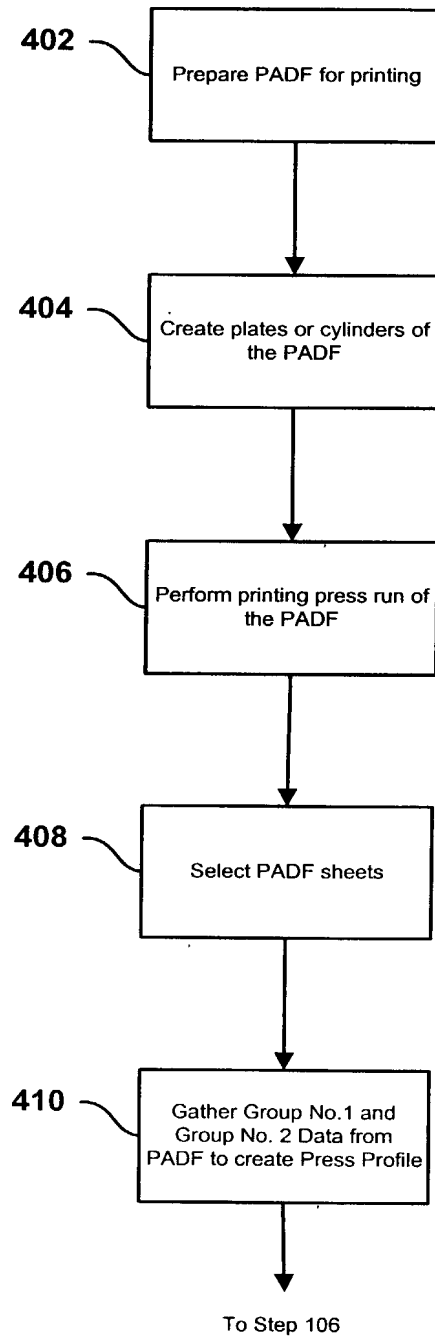 402
Prepare PADF for printing
404
Create plates or cylinders of
the PADF
406
Perform printing press run of
the PADF
408
Select PADF sheets
410
Gather Group No.1 and
Group No. 2 Data from
PADF to create Press Profile
To Step 106